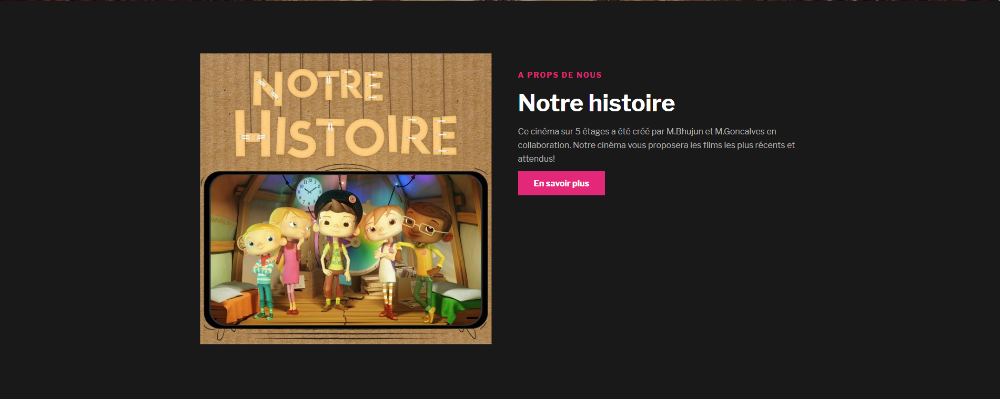 NOTRE
HISTOIRE
A PROPS DE NOUS
Notre histoire
Ce cinéma sur 5 étages a été créé par M.Bhujun et M.Goncalves en
collaboration. Notre cinéma vous proposera les films les plus récents et
attendus!
En savoir plus